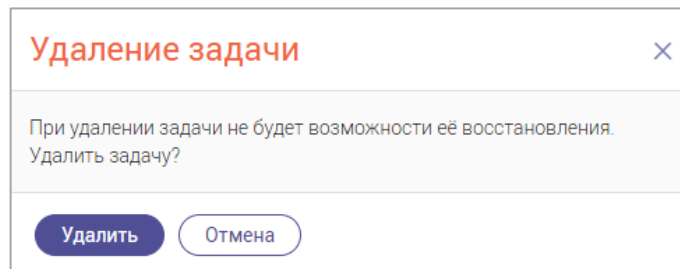 Удаление задачи
При удалении задачи не будет возможности её восстановления.
Удалить задачу?
Удалить Отмена